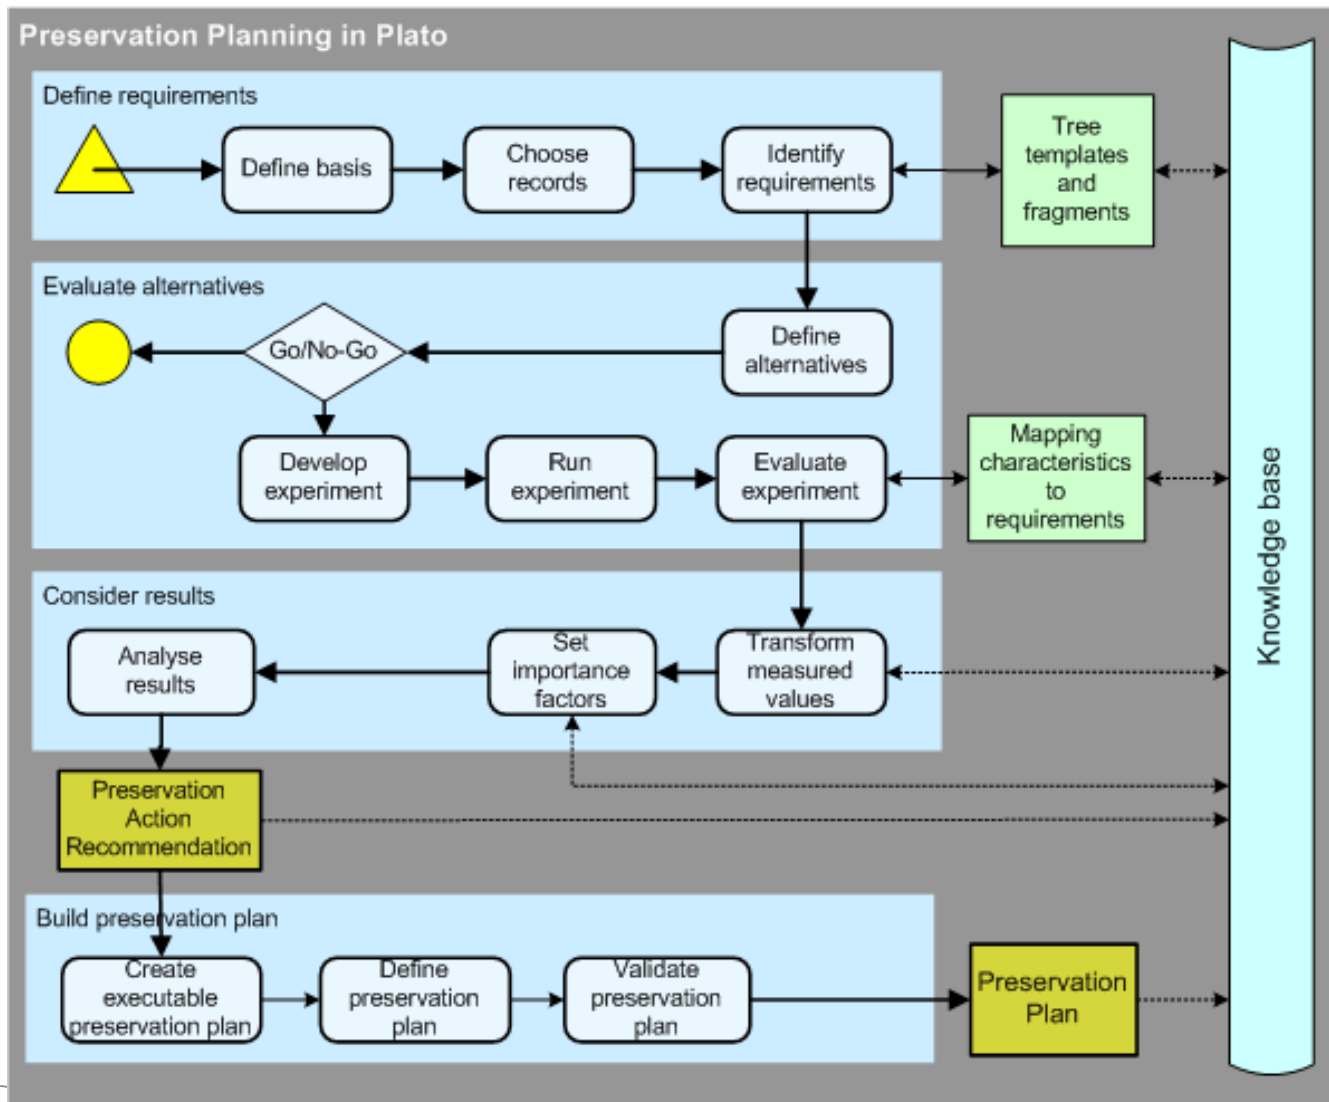 Preservation Planning in Plato
Define requirements
Define basis
Choose
records
Identify
requirements
Tree
templates
and
fragments
Evaluate alternatives
Go/No-Go
Define
alternatives
Develop
experiment
Run
experiment
Evaluate
experiment
Mapping
characteristics
to
requirements
Knowledge base
Consider results
Analyse
results
Set
importance
factors
Transform
measured
values
Preservation
Action
Recommendation
Build preservation plan
Create
executable
preservation plan
Define
preservation
plan
Validate
preservation
plan
Preservation
Plan